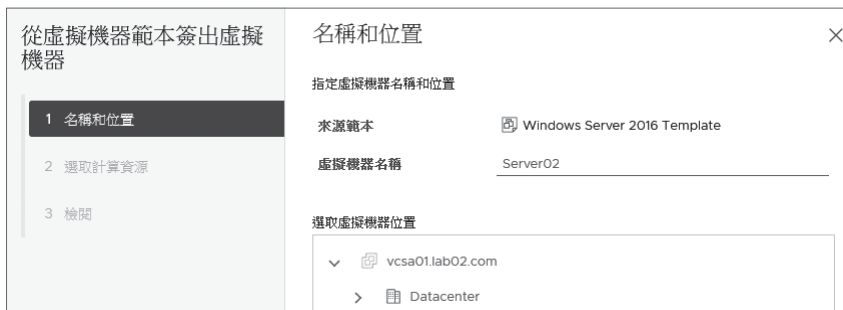 從虛擬機器範本簽出虛擬
機器
1 名稱和位置
2 選取計算資源
3 檢閱
名稱和位置
指定虛擬機器名稱和位置
來源範本 Windows Server 2016 Template
虛擬機器名稱 Server02
選取虛擬機器位置
vcsa01.lab02.com
Datacenter